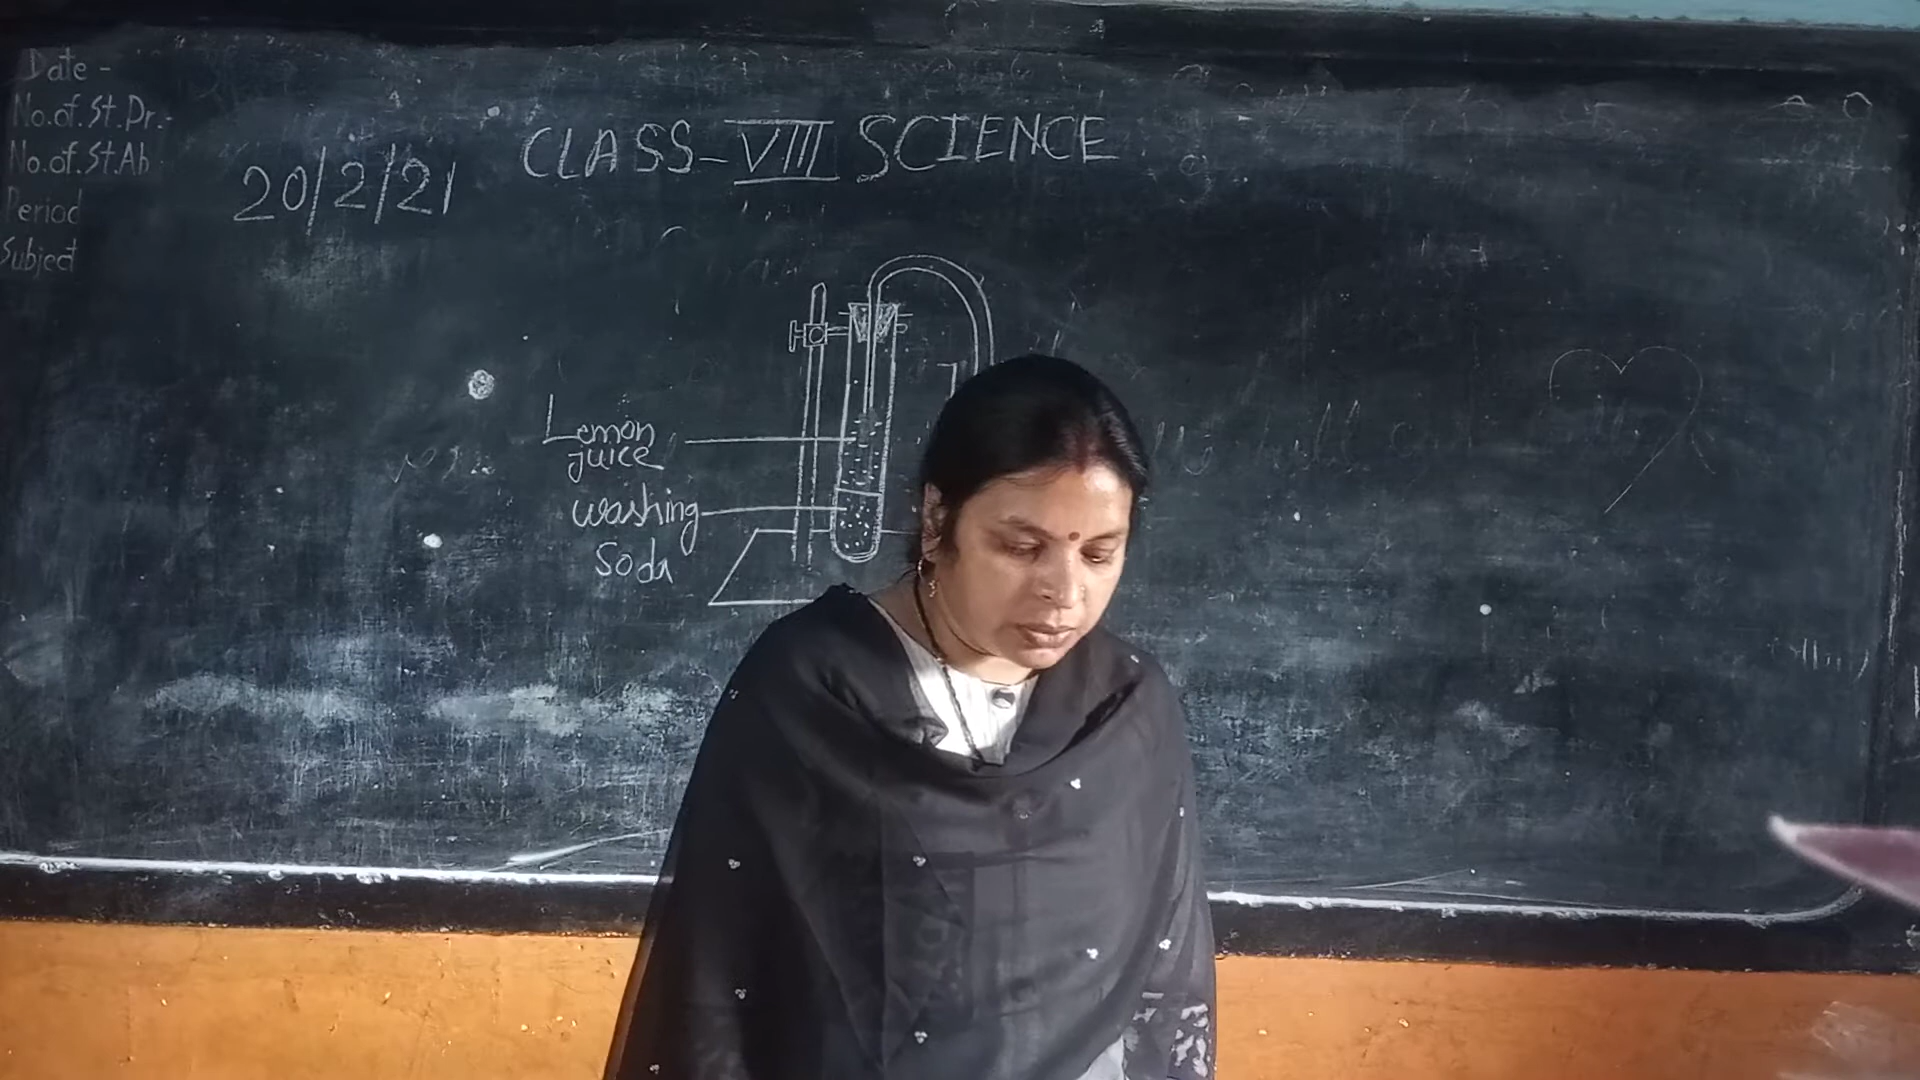 Date -
No.of.St.Pr.-
No.of.St.Ab
Period
Subject
20/2/21
CLASS-VIII SCIENCE
Lemon
juice
washing
Soda